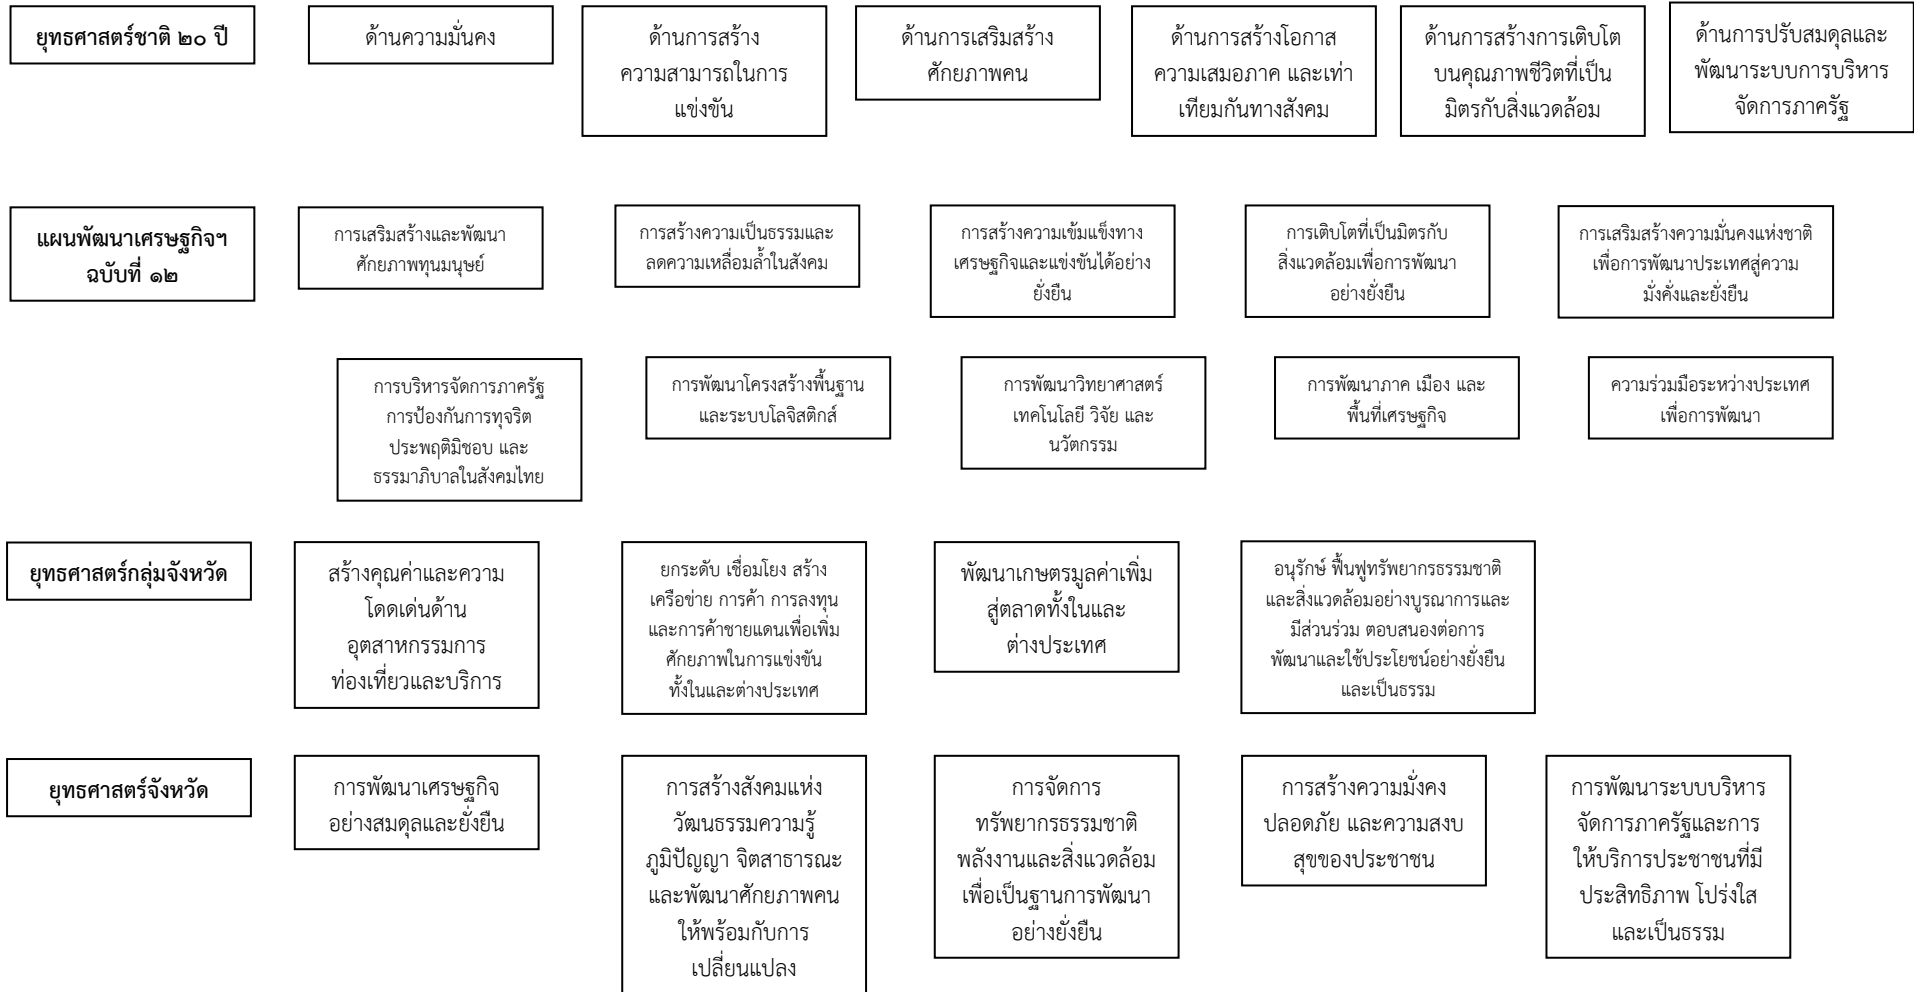 ยุทธศาสตร์ชาติ ๒๐ ปี
ด้านความมั่นคง
ด้านการสร้าง
ความสามารถในการ
แข่งขัน
ด้านการเสริมสร้าง
ศักยภาพคน
ด้านการสร้างโอกาส
ความเสมอภาค และเท่า
เทียมกันทางสังคม
ด้านการสร้างการเติบโต
บนคุณภาพชีวิตที่เป็น
มิตรกับสิ่งแวดล้อม
ด้านการปรับสมดุลและ
พัฒนาระบบการบริหาร
จัดการภาครัฐ
แผนพัฒนาเศรษฐกิจฯ
ฉบับที่ ๑๒
การเสริมสร้างและพัฒนา
ศักยภาพทุนมนุษย์
การสร้างความเป็นธรรมและ
ลดความเหลื่อมล้ำในสังคม
การสร้างความเข้มแข็งทาง
เศรษฐกิจและแข่งขันได้อย่าง
ยั่งยืน
การเติบโตที่เป็นมิตรกับ
สิ่งแวดล้อมเพื่อการพัฒนา
อย่างยั่งยืน
การเสริมสร้างความมั่นคงแห่งชาติ
เพื่อการพัฒนาประเทศสู่ความ
มั่งคั่งและยั่งยืน
การบริหารจัดการภาครัฐ
การป้องกันการทุจริต
ประพฤติมิชอบ และ
ธรรมาภิบาลในสังคมไทย
การพัฒนาโครงสร้างพื้นฐาน
และระบบโลจิสติกส์
การพัฒนาวิทยาศาสตร์
เทคโนโลยี วิจัย และ
นวัตกรรม
การพัฒนาภาค เมือง และ
พื้นที่เศรษฐกิจ
ความร่วมมือระหว่างประเทศ
เพื่อการพัฒนา
ยุทธศาสตร์กลุ่มจังหวัด
สร้างคุณค่าและความ
โดดเด่นด้าน
อุตสาหกรรมการ
ท่องเที่ยวและบริการ
ยกระดับ เชื่อมโยง สร้าง
เครือข่าย การค้า การลงทุน
และการค้าชายแดนเพื่อเพิ่ม
ศักยภาพในการแข่งขัน
ทั้งในและต่างประเทศ
พัฒนาเกษตรมูลค่าเพิ่ม
สู่ตลาดทั้งในและ
ต่างประเทศ
อนุรักษ์ ฟื้นฟูทรัพยากรธรรมชาติ
และสิ่งแวดล้อมอย่างบูรณาการและ
มีส่วนร่วม ตอบสนองต่อการ
พัฒนาและใช้ประโยชน์อย่างยั่งยืน
และเป็นธรรม
ยุทธศาสตร์จังหวัด
การพัฒนาเศรษฐกิจ
อย่างสมดุลและยั่งยืน
การสร้างสังคมแห่ง
วัฒนธรรมความรู้
ภูมิปัญญา จิตสาธารณะ
และพัฒนาศักยภาพคน
ให้พร้อมกับการ
เปลี่ยนแปลง
การจัดการ
ทรัพยากรธรรมชาติ
พลังงานและสิ่งแวดล้อม
เพื่อเป็นฐานการพัฒนา
อย่างยั่งยืน
การสร้างความมั่งคง
ปลอดภัย และความสงบ
สุขของประชาชน
การพัฒนาระบบบริหาร
จัดการภาครัฐและการ
ให้บริการประชาชนที่มี
ประสิทธิภาพ โปร่งใส
และเป็นธรรม